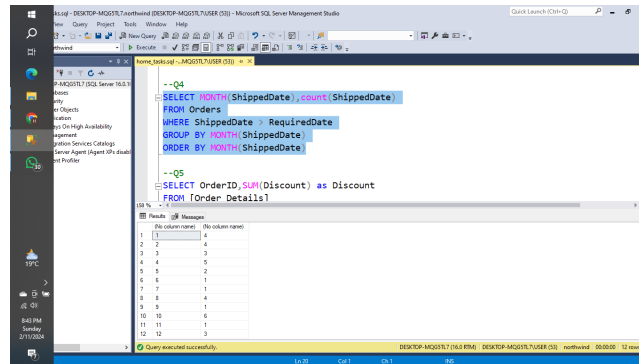 ks.sql - DESKTOP-MQG5TL7.northwind (DESKTOP-MQG5TL7\USER (53)) - Microsoft SQL Server Management Studio
Quick Launch (Ctrl+Q)
View Query Project Tools Window Help
New Query
thwind
Execute
home_tasks.sql -...MQG5TL7\USER (53))
P-MQG5TL7 (SQL Server 16.0.1
bases
rity
er Objects
ication
ays On High Availability
agement
gration Services Catalogs
Server Agent (Agent XPs disabl
ent Profiler
--Q4
SELECT MONTH(ShippedDate),count(ShippedDate)
FROM Orders
WHERE ShippedDate > RequiredDate
GROUP BY MONTH(ShippedDate)
ORDER BY MONTH(ShippedDate)
--Q5
SELECT OrderID,SUM(Discount) as Discount
FROM [Order Details]
150 %
Results Messages
(No column name) (No column name)
1 1 4
2 2 4
3 3 3
4 4 5
5 5 2
6 6 1
7 7 1
8 8 4
9 9 1
10 10 6
11 11 1
12 12 3
Query executed successfully.
DESKTOP-MQG5TL7 (16.0 RTM) DESKTOP-MQG5TL7\USER (53) northwind 00:00:00 12 row
Ln 20 Col 1 Ch 1 INS
30
19°C
8:43 PM
Sunday
2/11/2024